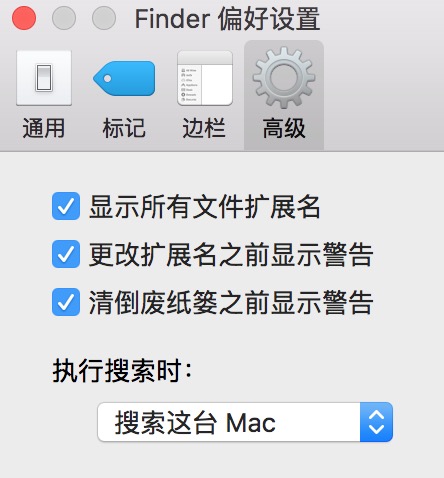 Finder 偏好设置
通用 标记 边栏 高级
显示所有文件扩展名
更改扩展名之前显示警告
清倒废纸篓之前显示警告
执行搜索时：
搜索这台 Mac